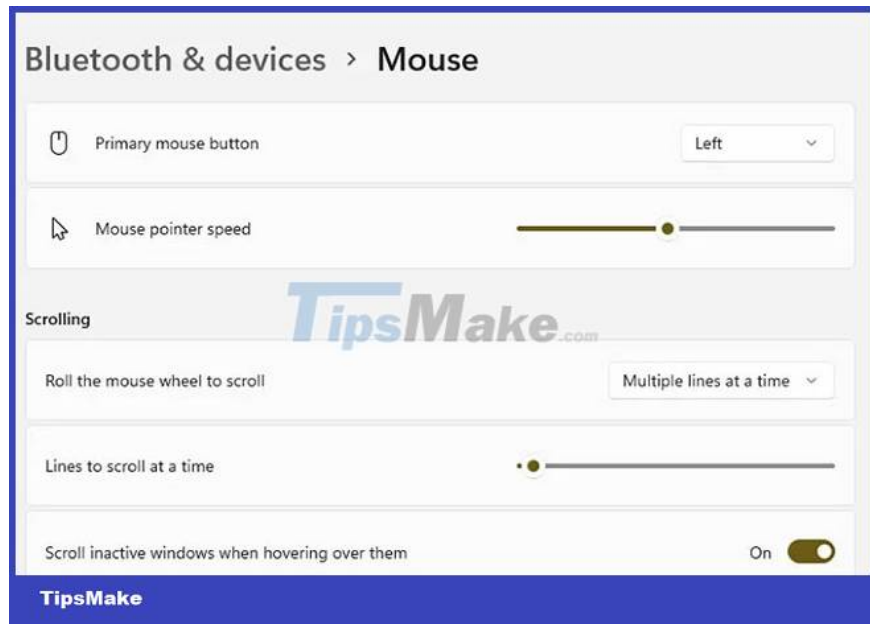 Bluetooth & devices > Mouse
Primary mouse button
Left
Mouse pointer speed
TipsMake.com
Scrolling
Roll the mouse wheel to scroll
Multiple lines at a time
Lines to scroll at a time
Scroll inactive windows when hovering over them
On
TipsMake